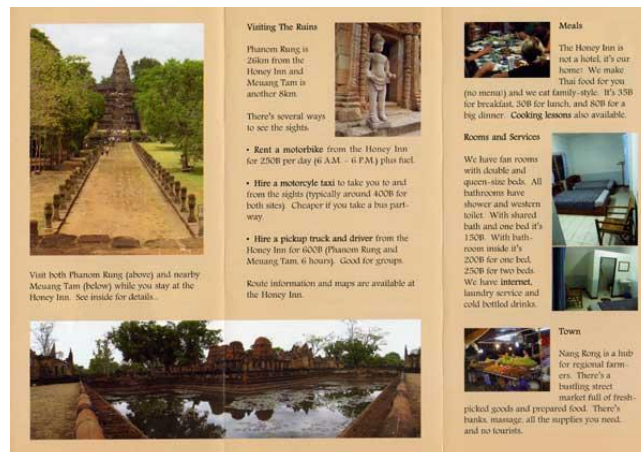 Visit both Phanom Rung (above) and nearby
Meuang Tam (below) while you stay at the
Honey Inn. See inside for details...
Visiting The Ruins
Phanom Rung is
26km from the
Honey Inn and
Meuang Tam is
another 8km.
There's several ways
to see the sights.
• Rent a motorbike from the Honey Inn
for 250B per day (6 A.M. - 6 P.M.) plus fuel.
• Hire a motorcyle taxi to take you to and
from the sights (typically around 400B for
both sites). Cheaper if you take a bus part-
way.
• Hire a pickup truck and driver from the
Honey Inn for 600B (Phanom Rung and
Meuang Tam, 6 hours). Good for groups.
Route information and maps are available at
the Honey Inn.
Meals
The Honey Inn is
not a hotel, it's our
home! We make
Thai food for you
(no menu!) and we eat family-style. It's 35B
for breakfast, 50B for lunch, and 80B for a
big dinner. Cooking lessons also available.
Rooms and Services
We have fan rooms
with double and
queen-size beds. All
bathrooms have
shower and western
toilet. With shared
bath and one bed it's
150B. With bath-
room inside it's
200B for one bed,
250B for two beds.
We have internet,
laundry service and
cold bottled drinks.
Town
Nang Rong is a hub
for regional farm-
ers. There's a
bustling street
market full of fresh-
picked goods and prepared food. There's
banks, massage, all the supplies you need,
and no tourists.